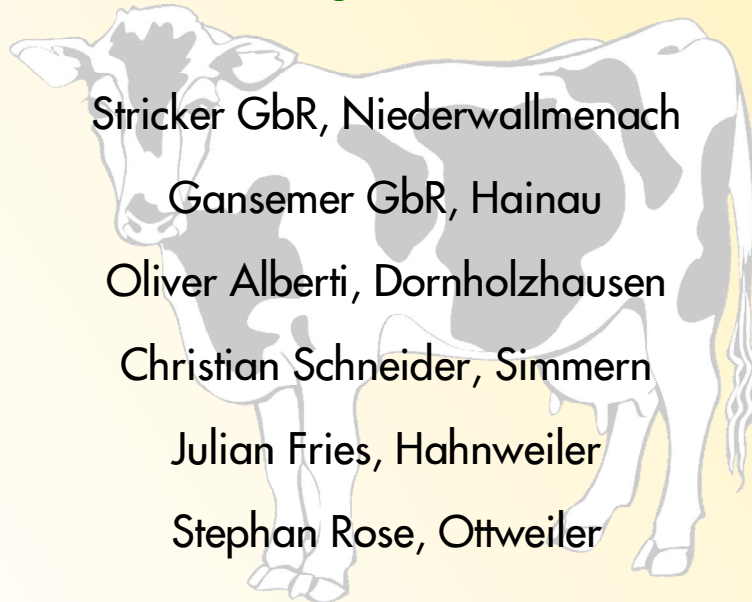 Stricker GbR, Niederwallmenach
Gansemer GbR, Hainau
Oliver Alberti, Dornholzhausen
Christian Schneider, Simmern
Julian Fries, Hahnweiler
Stephan Rose, Ottweiler